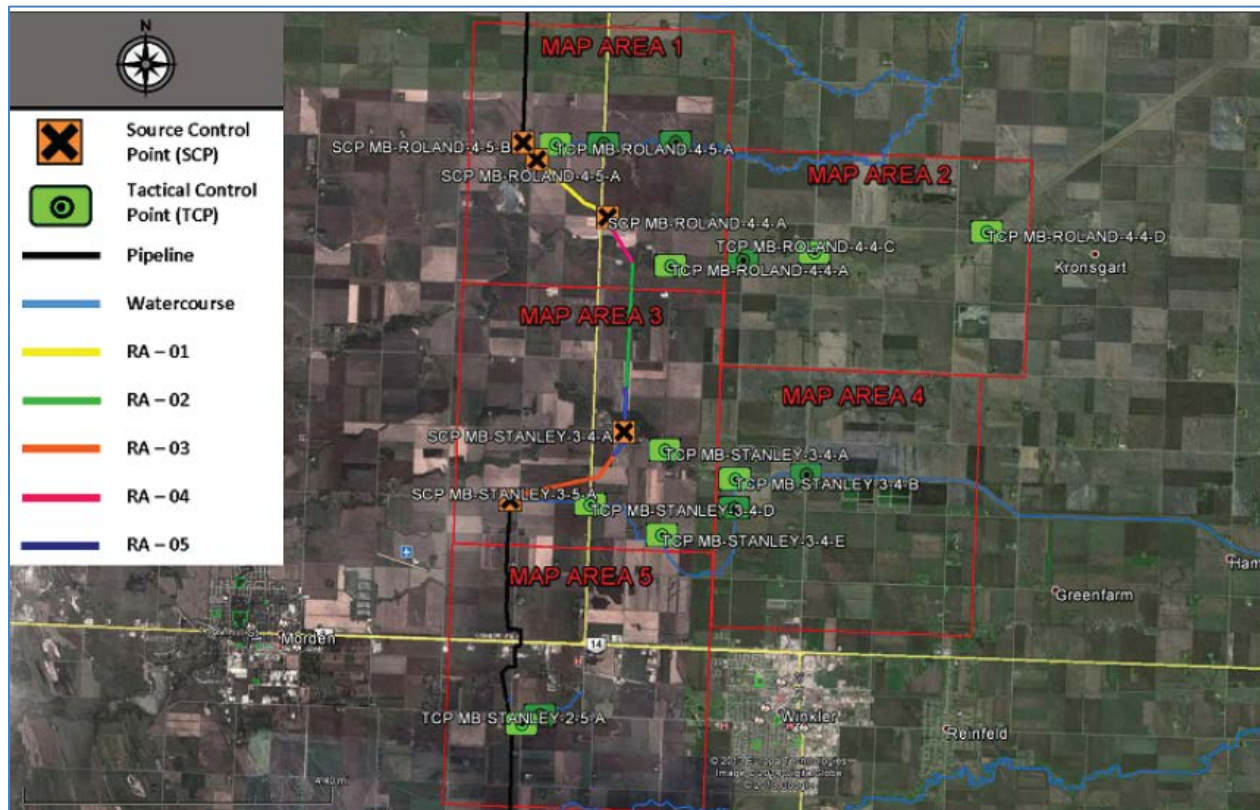 N
Source Control
Point (SCP)
Tactical Control
Point (TCP)
Pipeline
Watercourse
RA – 01
RA – 02
RA – 03
RA – 04
RA – 05
MAP AREA 1
SCP MB-ROLAND-4-5-B
TCP MB-ROLAND-4-5-A
SCP MB-ROLAND-4-5-A
MAP AREA 2
SCP MB-ROLAND-4-4-A
TCP MB-ROLAND-4-4-D
TCP MB-ROLAND-4-4-C
Kronsgart
TCP MB-ROLAND-4-4-A
MAP AREA 3
MAP AREA 4
SCP MB-STANLEY-3-4-A
TCP MB-STANLEY-3-4-A
TCP MB-STANLEY-3-4-B
SCP MB-STANLEY-3-5-A
TCP MB-STANLEY-3-4-D
TCP MB-STANLEY-3-4-E
Ham
MAP AREA 5
Greenfarm
Morden
14
TCP MB-STANLEY-2-5-A
Winkler
Reinfeld